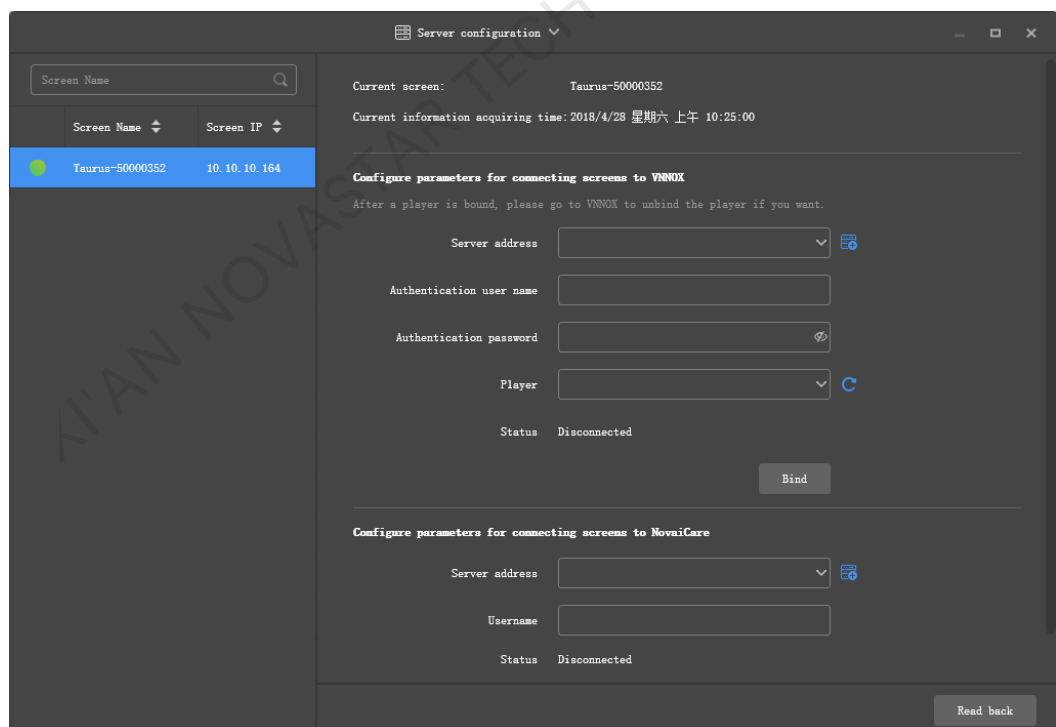 Server configuration
Screen Name
Screen Name Screen IP
Taurus-50000352 10.10.10.164
Current screen: Taurus-50000352
Current information acquiring time: 2018/4/28 星期六 上午 10:25:00
Configure parameters for connecting screens to VNNOX
After a player is bound, please go to VNNOX to unbind the player if you want.
Server address
Authentication user name
Authentication password
Player
Status Disconnected
Bind
Configure parameters for connecting screens to NovaiCare
Server address
Username
Status Disconnected
Read back
XI'AN NOVASTAR TECH